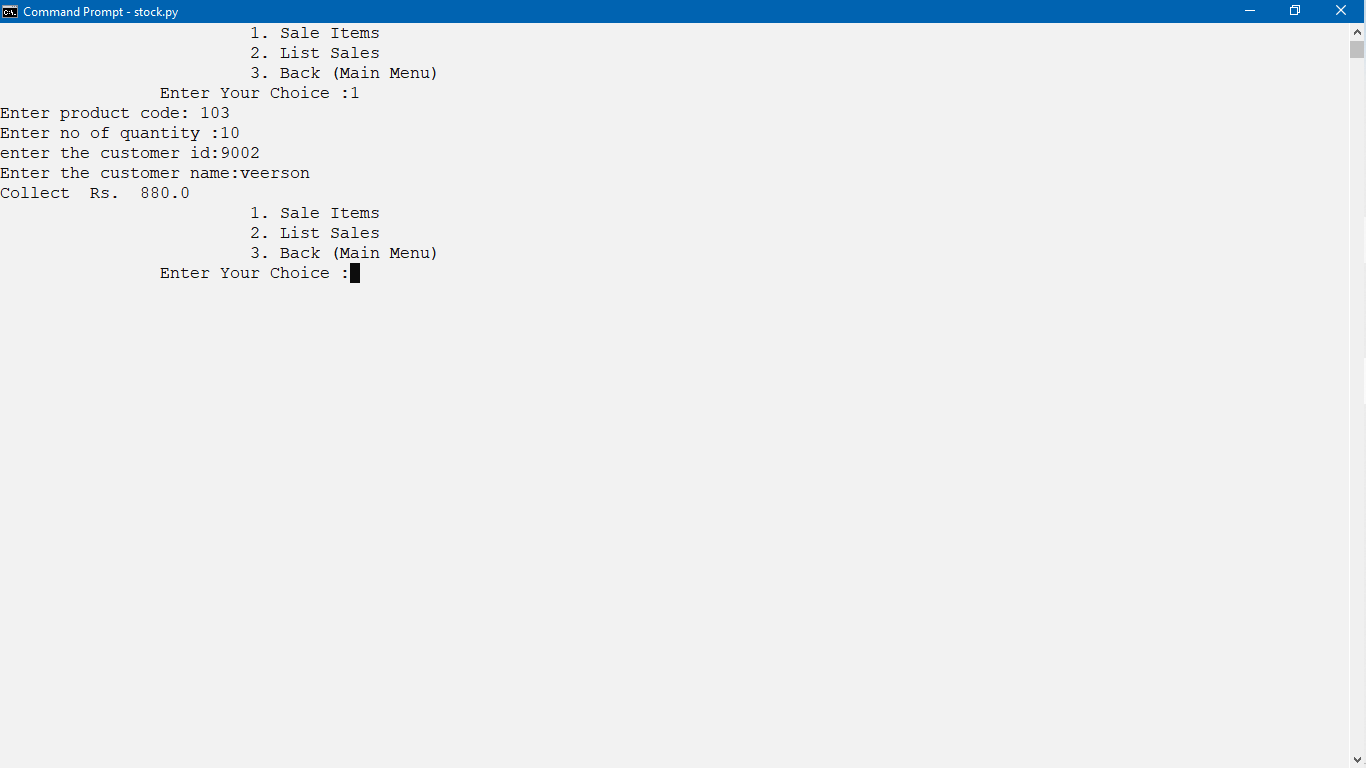 Command Prompt - stock.py
1. Sale Items
2. List Sales
3. Back (Main Menu)
Enter Your Choice :1
Enter product code: 103
Enter no of quantity :10
enter the customer id:9002
Enter the customer name:veerson
Collect  Rs.  880.0
1. Sale Items
2. List Sales
3. Back (Main Menu)
Enter Your Choice :